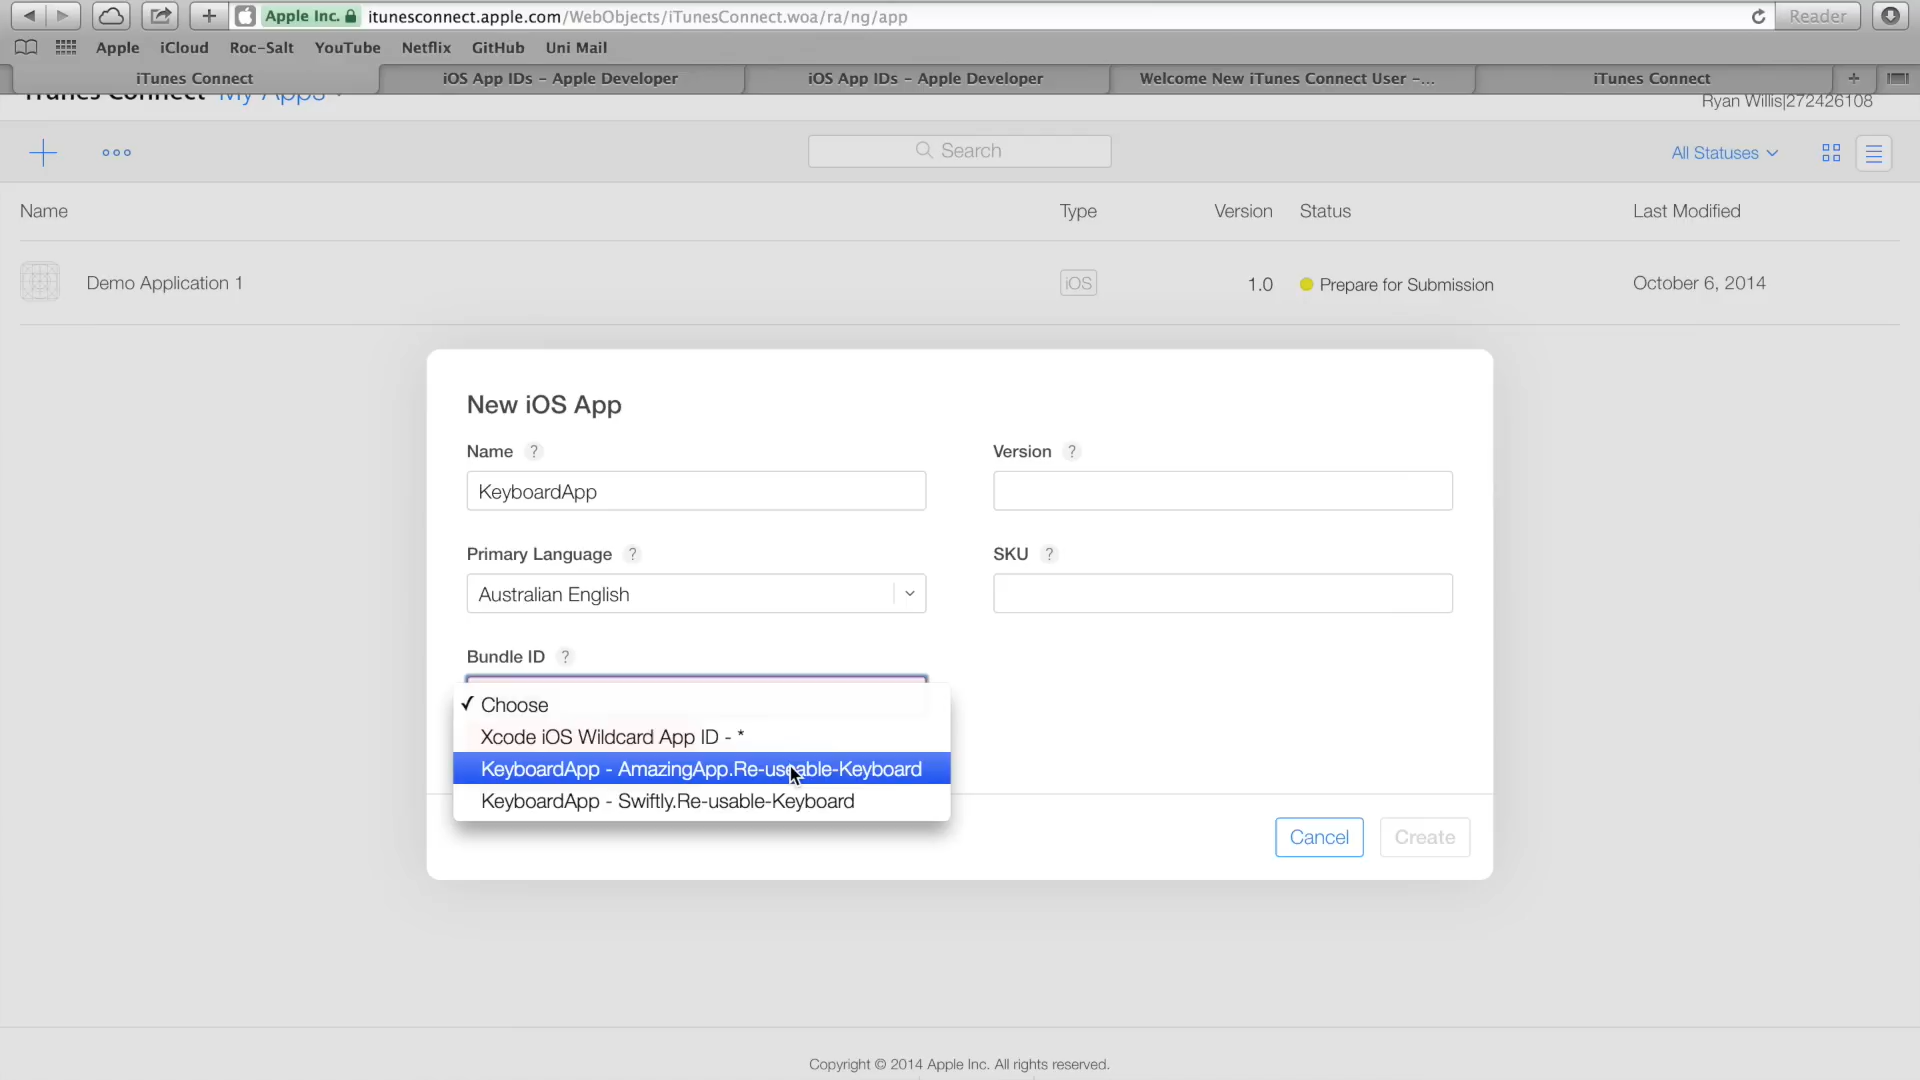 Apple Inc. itunesconnect.apple.com/WebObjects/iTunesConnect.woa/ra/ng/app Reader
Apple iCloud Roc-Salt YouTube Netflix GitHub Uni Mail
iTunes Connect iOS App IDs - Apple Developer iOS App IDs - Apple Developer Welcome New iTunes Connect User -... iTunes Connect +
iTunes Connect My Apps
Ryan Willis|272426108
Search All Statuses
Name Type Version Status Last Modified
Demo Application 1 iOS 1.0 Prepare for Submission October 6, 2014
New iOS App
Name ? Version ?
KeyboardApp
Primary Language ? SKU ?
Australian English
Bundle ID ?
✓ Choose
Xcode iOS Wildcard App ID - *
KeyboardApp - AmazingApp.Re-useable-Keyboard
KeyboardApp - Swiftly.Re-usable-Keyboard
Cancel Create
Copyright © 2014 Apple Inc. All rights reserved.